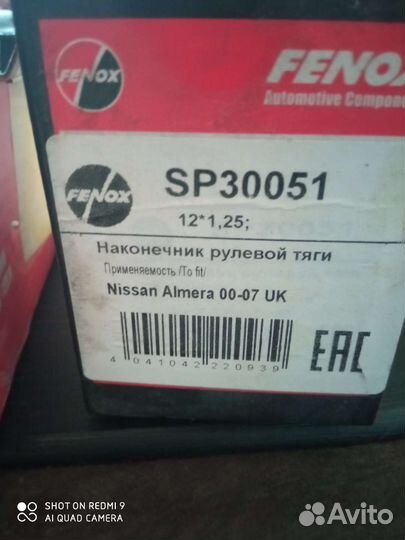 FENOX
FENOX
Automotive Compone
FENOX
SP30051
12*1,25;
Наконечник рулевой тяги
Применяемость /To fit/
Nissan Almera 00-07 UK
4 041042 220939
EAC
SHOT ON REDMI 9
AI QUAD CAMERA
Avito